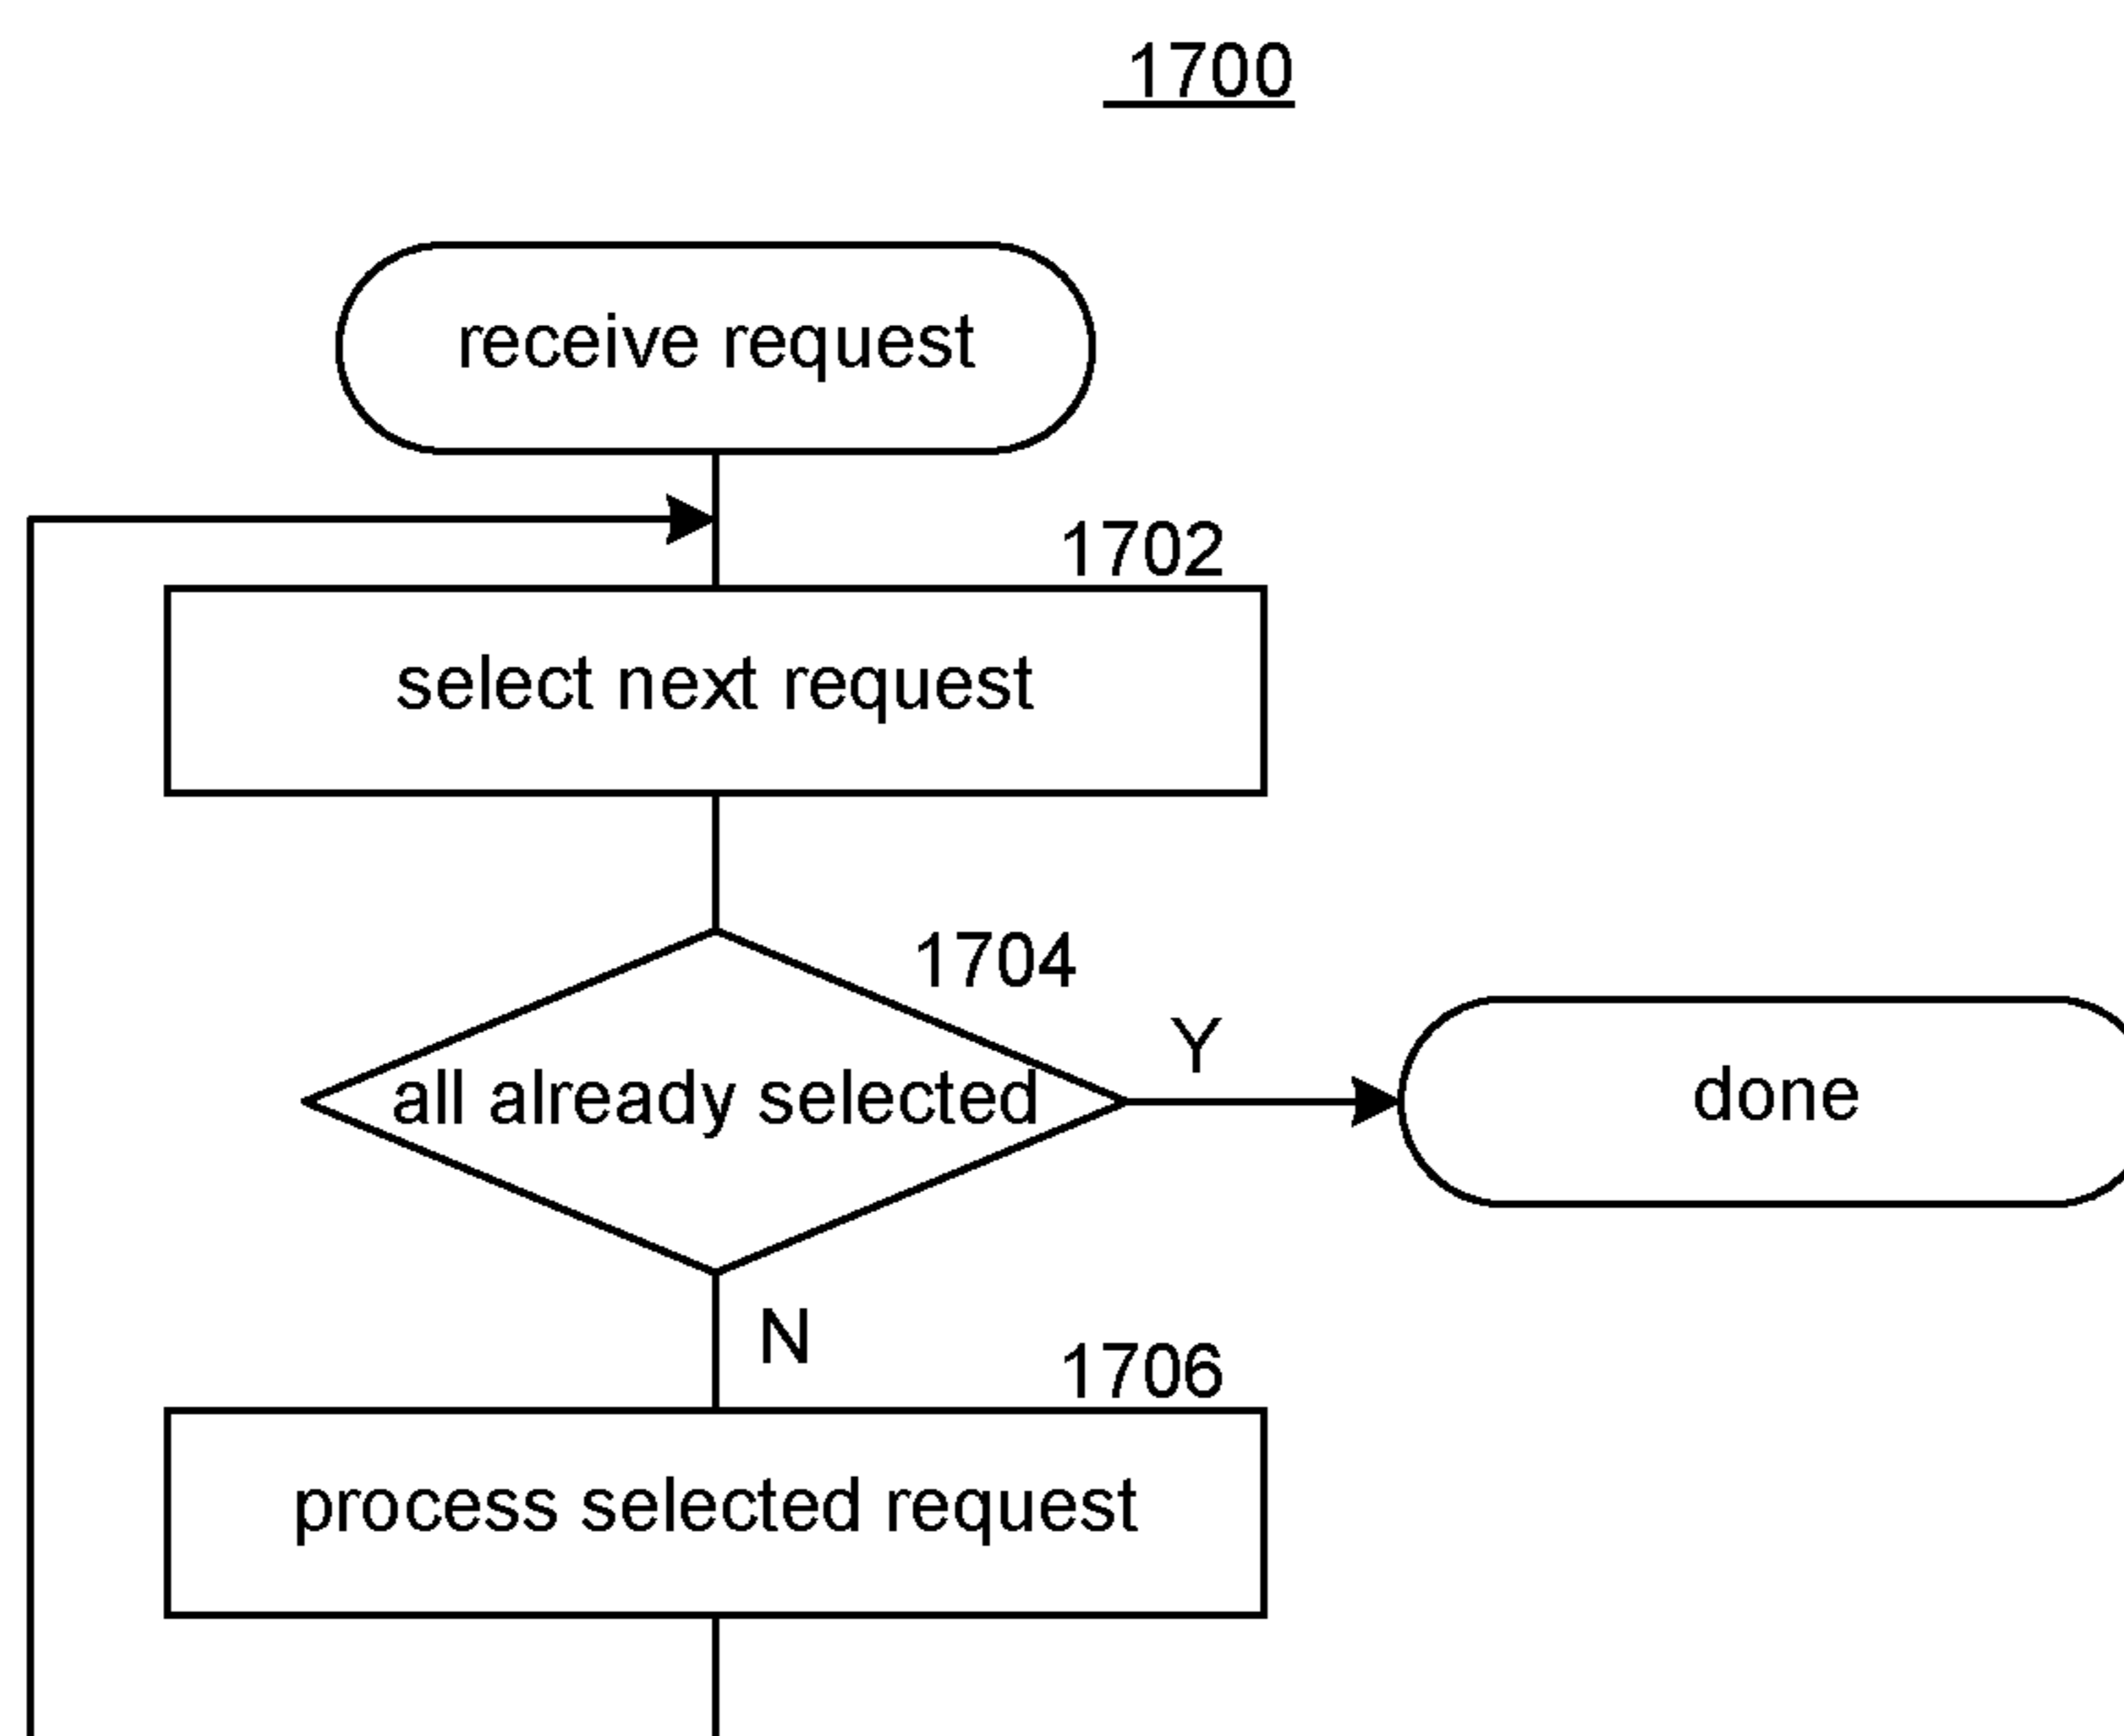 1700
receive request
1702
select next request
1704
Y
all already selected
done
N
1706
process selected request